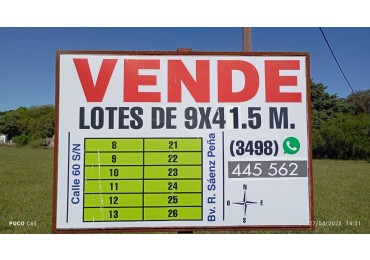 VENDE
LOTES DE 9X41.5 M.
Calle 60 S/N
8 21
9 22
10 23
11 24
12 25
13 26
Bv. R. Sáenz Peña
(3498)
445 562
N
O E
S
POCO C65
27/04/2025 14:31